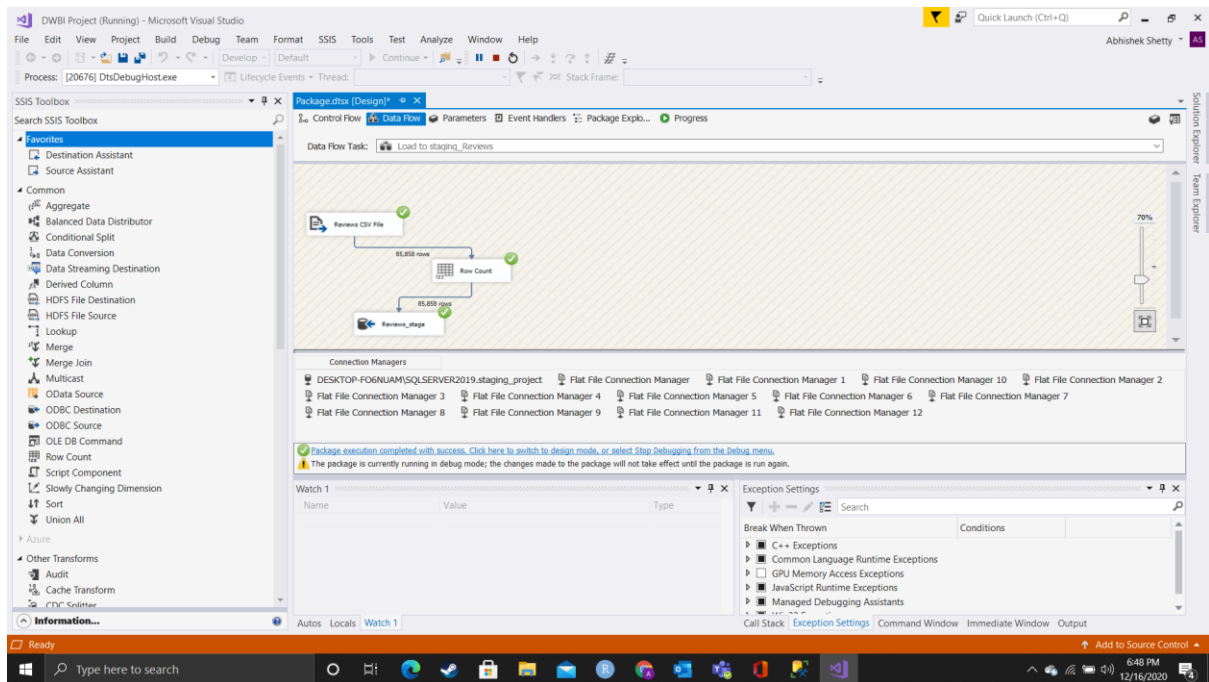 DWBI Project (Running) - Microsoft Visual Studio
Quick Launch (Ctrl+Q)
File Edit View Project Build Debug Team Format SSIS Tools Test Analyze Window Help
Abhishek Shetty AS
Develop Default Continue
Process: [20676] DtsDebugHost.exe Lifecycle Events Thread: Stack Frame:
SSIS Toolbox
Search SSIS Toolbox
Favorites
Destination Assistant
Source Assistant
Common
Aggregate
Balanced Data Distributor
Conditional Split
Data Conversion
Data Streaming Destination
Derived Column
HDFS File Destination
HDFS File Source
Lookup
Merge
Merge Join
Multicast
OData Source
ODBC Destination
ODBC Source
OLE DB Command
Row Count
Script Component
Slowly Changing Dimension
Sort
Union All
Azure
Other Transforms
Audit
Cache Transform
CDC Splitter
Information...
Package.dtsx [Design]*
Control Flow Data Flow Parameters Event Handlers Package Explo... Progress
Data Flow Task: Load to staging_Reviews
Reviews CSV File
85,858 rows
Row Count
85,858 rows
Reviews_stage
70%
Connection Managers
DESKTOP-FO6NUAM\SQLSERVER2019.staging_project Flat File Connection Manager Flat File Connection Manager 1 Flat File Connection Manager 10 Flat File Connection Manager 2
Flat File Connection Manager 3 Flat File Connection Manager 4 Flat File Connection Manager 5 Flat File Connection Manager 6 Flat File Connection Manager 7
Flat File Connection Manager 8 Flat File Connection Manager 9 Flat File Connection Manager 11 Flat File Connection Manager 12
Package execution completed with success. Click here to switch to design mode, or select Stop Debugging from the Debug menu.
The package is currently running in debug mode; the changes made to the package will not take effect until the package is run again.
Watch 1
Name Value Type
Autos Locals Watch 1
Exception Settings
Search
Break When Thrown Conditions
C++ Exceptions
Common Language Runtime Exceptions
GPU Memory Access Exceptions
JavaScript Runtime Exceptions
Managed Debugging Assistants
Call Stack Exception Settings Command Window Immediate Window Output
Solution Explorer
Team Explorer
Ready
Add to Source Control
Type here to search
6:48 PM
12/16/2020
4